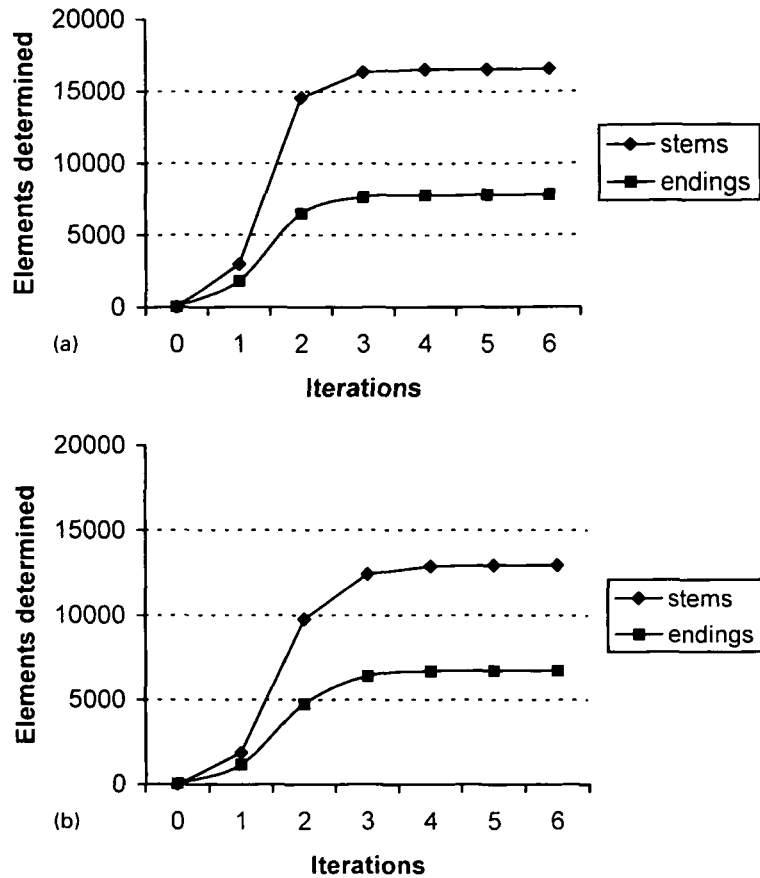 20000
15000
10000
5000
0
Elements determined
stems
endings
(a)
0 1 2 3 4 5 6
Iterations
20000
15000
10000
5000
0
Elements determined
stems
endings
(b)
0 1 2 3 4 5 6
Iterations